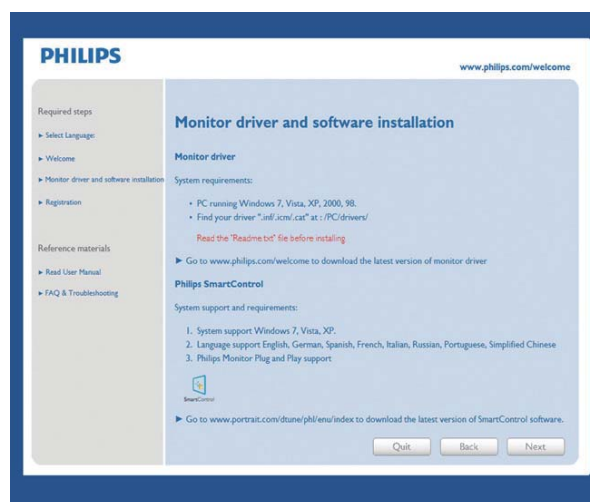 PHILIPS
www.philips.com/welcome
Required steps
► Select Language:
► Welcome
► Monitor driver and software installation
► Registration
Reference materials
► Read User Manual
► FAQ & Troubleshooting
Monitor driver and software installation
Monitor driver
System requirements:
• PC running Windows 7, Vista, XP, 2000, 98.
• Find your driver ".inf/.icm/.cat" at : /PC/drivers/
Read the "Readme.txt" file before installing
► Go to www.philips.com/welcome to download the latest version of monitor driver
Philips SmartControl
System support and requirements:
1. System support Windows 7, Vista, XP.
2. Language support English, German, Spanish, French, Italian, Russian, Portuguese, Simplified Chinese
3. Philips Monitor Plug and Play support
SmartControl
► Go to www.portrait.com/dtune/phl/enu/index to download the latest version of SmartControl software.
Quit Back Next